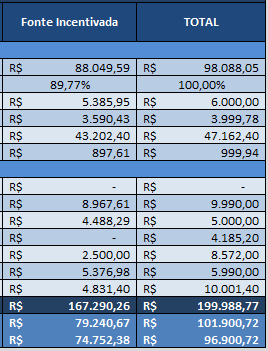 Fonte Incentivada TOTAL
R$ 88.049,59 R$ 98.088,05
89,77% 100,00%
R$ 5.385,95 R$ 6.000,00
R$ 3.590,43 R$ 3.999,78
R$ 43.202,40 R$ 47.162,40
R$ 897,61 R$ 999,94
R$ - R$ -
R$ 8.967,61 R$ 9.990,00
R$ 4.488,29 R$ 5.000,00
R$ - R$ 4.185,20
R$ 2.500,00 R$ 8.572,00
R$ 5.376,98 R$ 5.990,00
R$ 4.831,40 R$ 10.001,40
R$ 167.290,26 R$ 199.988,77
R$ 79.240,67 R$ 101.900,72
R$ 74.752,38 R$ 96.900,72